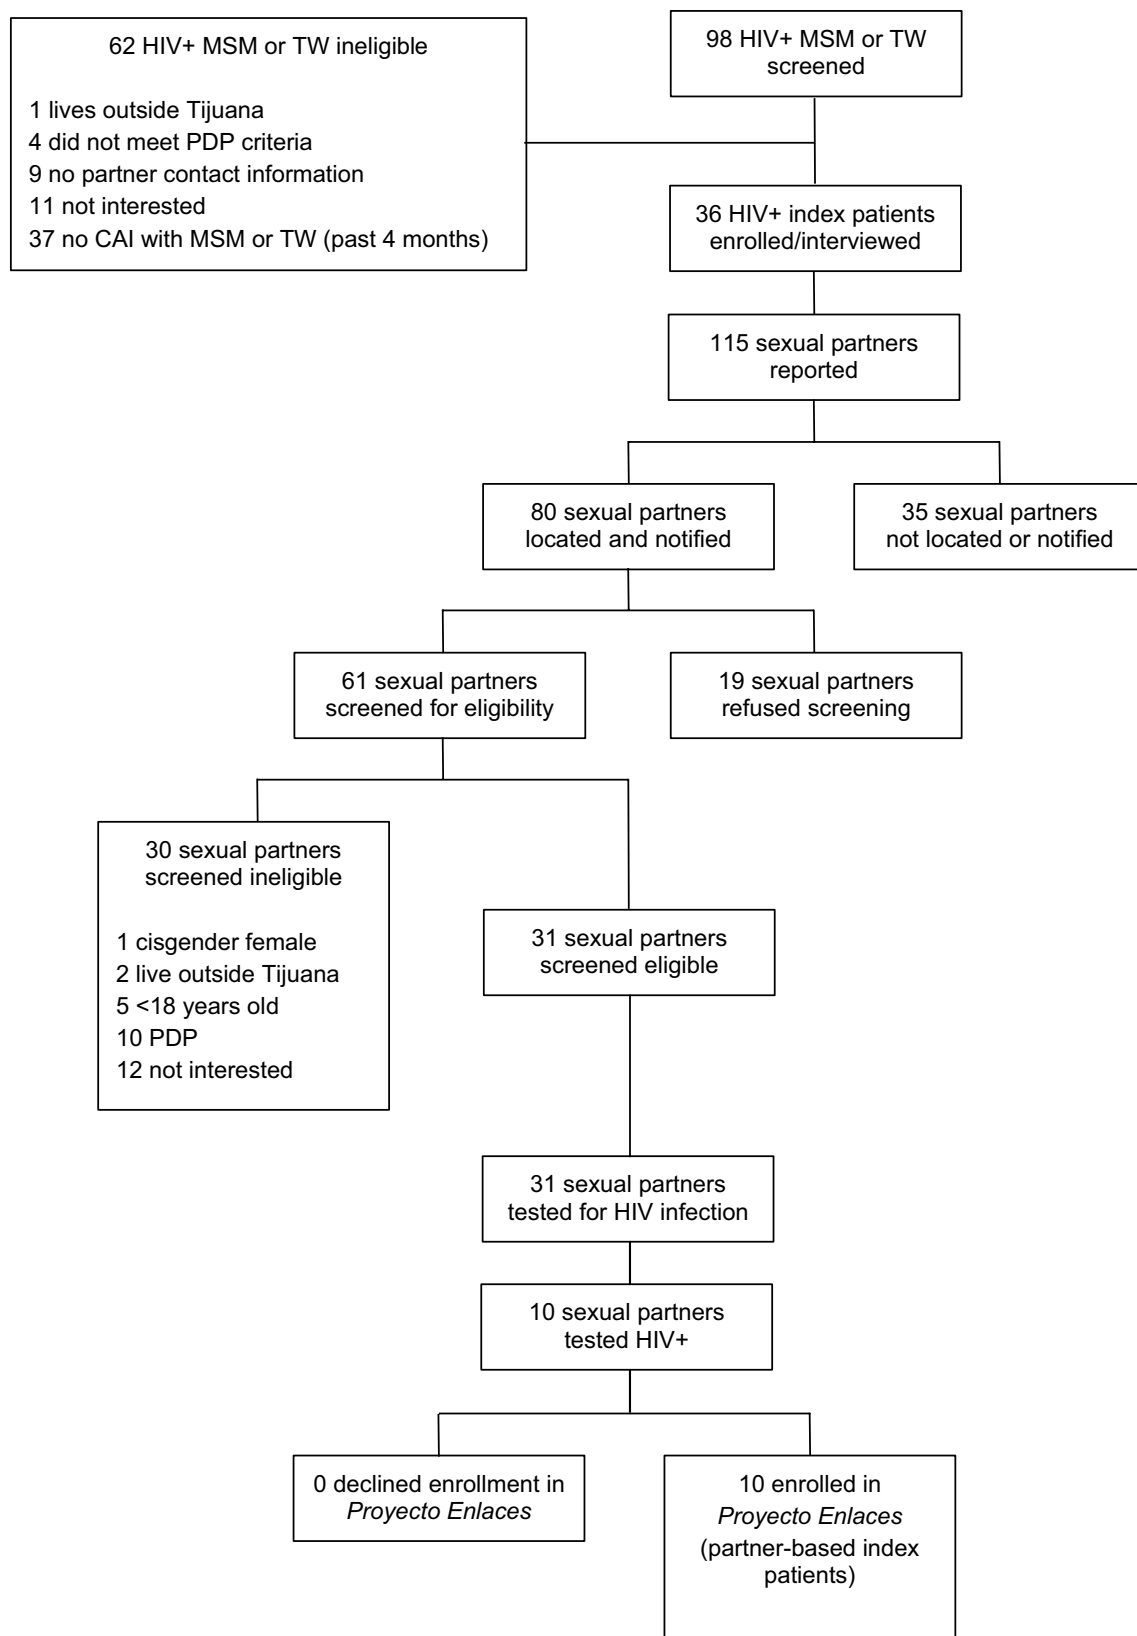 62 HIV+ MSM or TW ineligible
1 lives outside Tijuana
4 did not meet PDP criteria
9 no partner contact information
11 not interested
37 no CAI with MSM or TW (past 4 months)
98 HIV+ MSM or TW
screened
36 HIV+ index patients
enrolled/interviewed
115 sexual partners
reported
80 sexual partners
located and notified
35 sexual partners
not located or notified
61 sexual partners
screened for eligibility
19 sexual partners
refused screening
30 sexual partners
screened ineligible
1 cisgender female
2 live outside Tijuana
5 <18 years old
10 PDP
12 not interested
31 sexual partners
screened eligible
31 sexual partners
tested for HIV infection
10 sexual partners
tested HIV+
0 declined enrollment in
Proyecto Enlaces
10 enrolled in
Proyecto Enlaces
(partner-based index
patients)